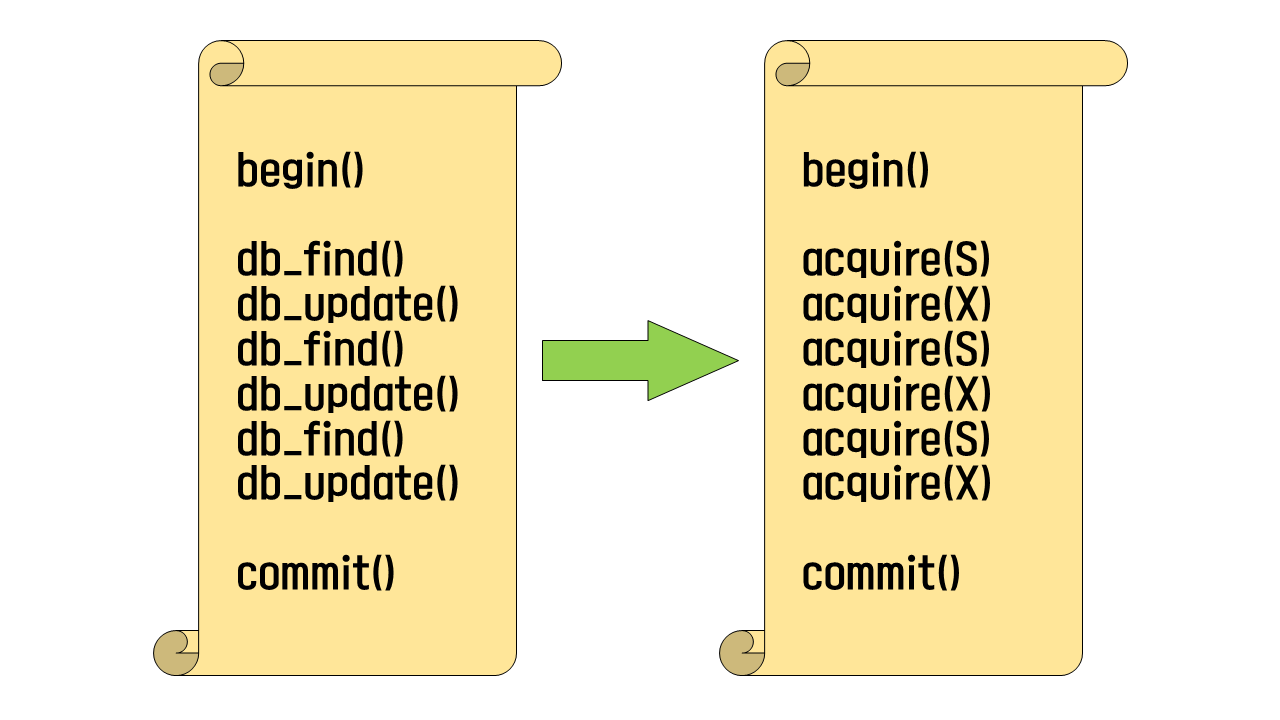 begin()
db_find()
db_update()
db_find()
db_update()
db_find()
db_update()
commit()
begin()
acquire(S)
acquire(X)
acquire(S)
acquire(X)
acquire(S)
acquire(X)
commit()